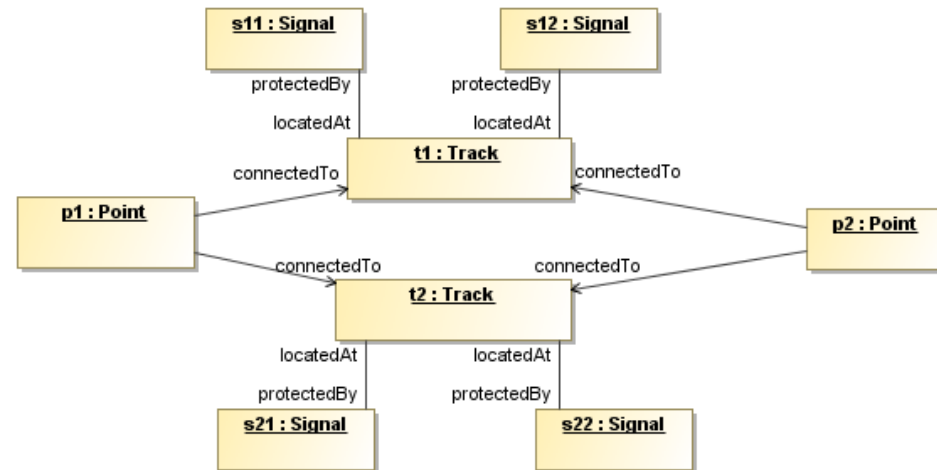 s11 : Signal
s12 : Signal
protectedBy
protectedBy
locatedAt
locatedAt
t1 : Track
connectedTo
connectedTo
p1 : Point
p2 : Point
connectedTo
connectedTo
t2 : Track
locatedAt
locatedAt
protectedBy
protectedBy
s21 : Signal
s22 : Signal